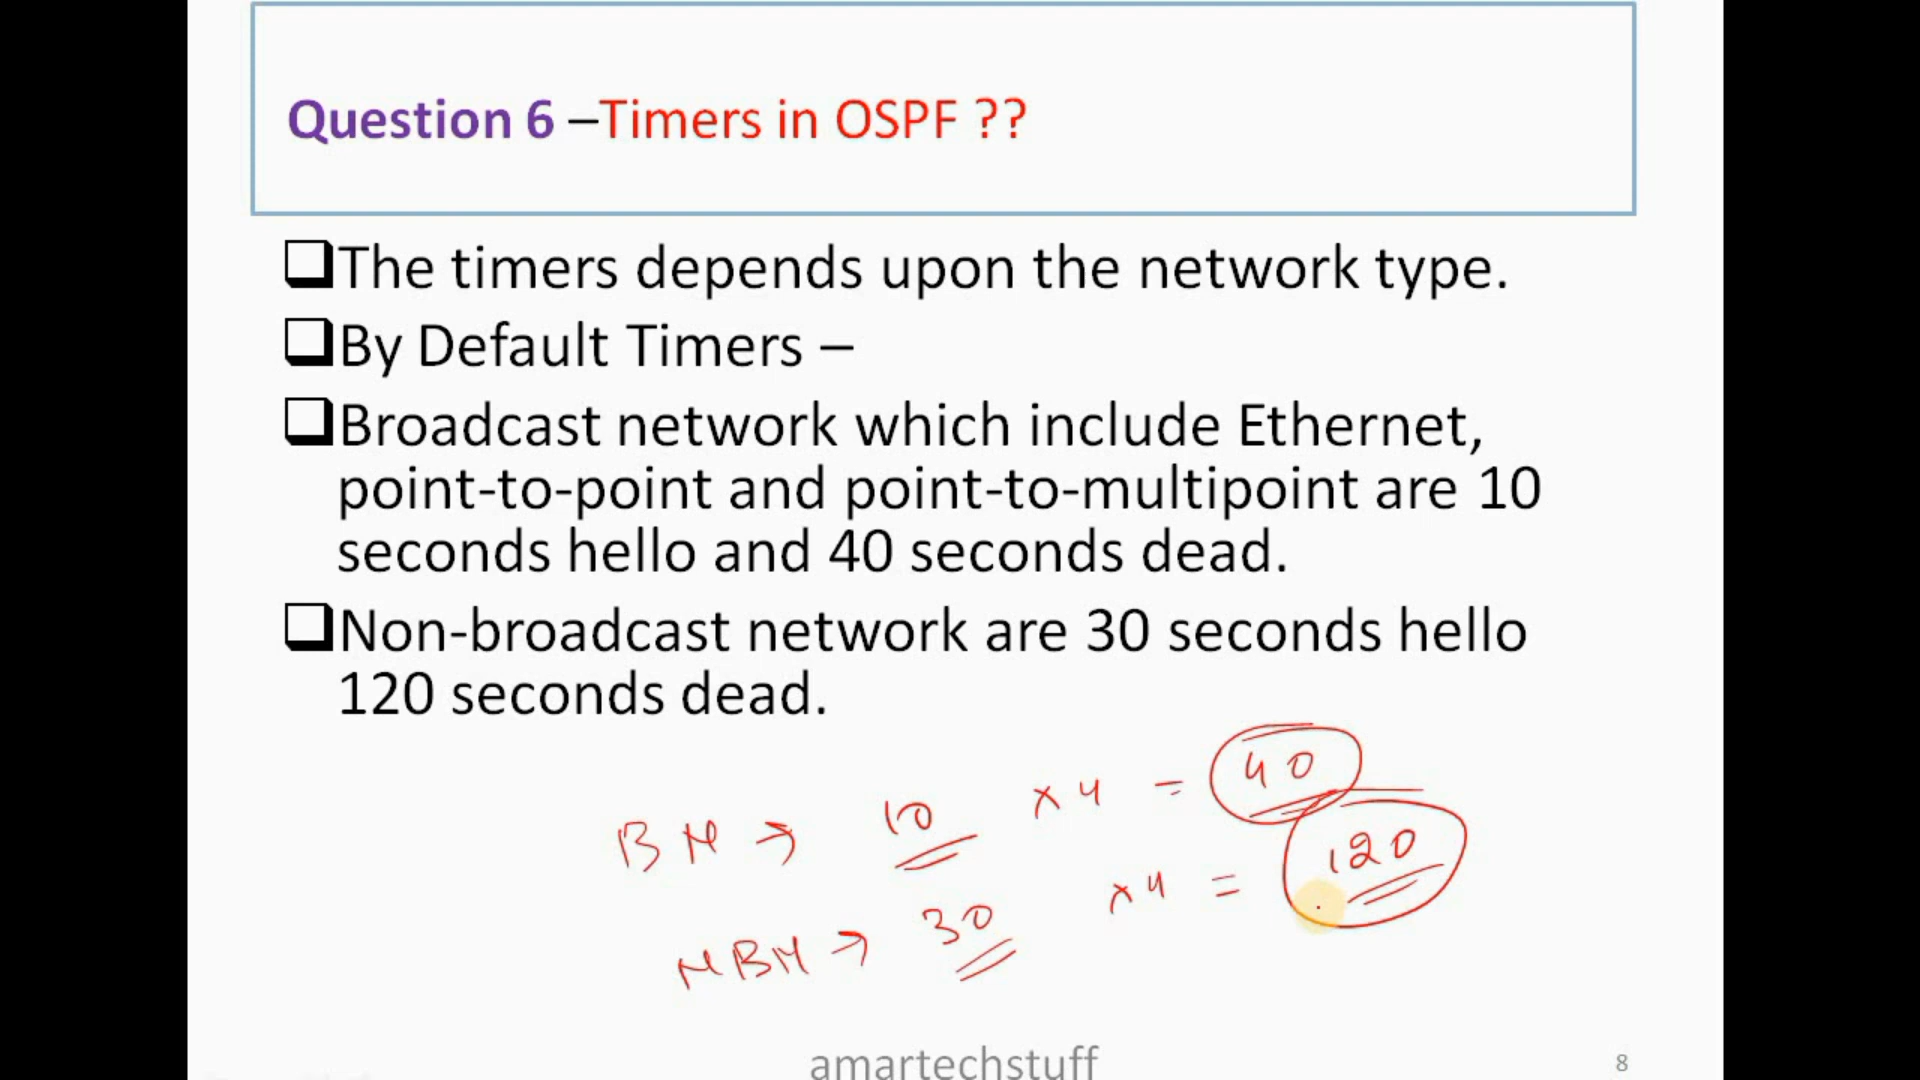 Question 6 –Timers in OSPF ??
The timers depends upon the network type.
By Default Timers –
Broadcast network which include Ethernet,
point-to-point and point-to-multipoint are 10
seconds hello and 40 seconds dead.
Non-broadcast network are 30 seconds hello
120 seconds dead.
BN → 10 x4 = 40
NBN → 30 x4 = 120
amartechstuff
8